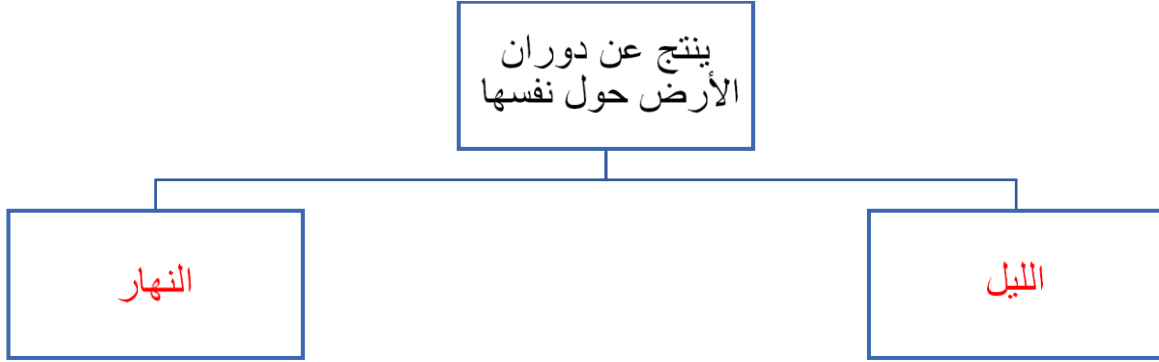 ينتج عن دوران
الأرض حول نفسها
الليل
النهار